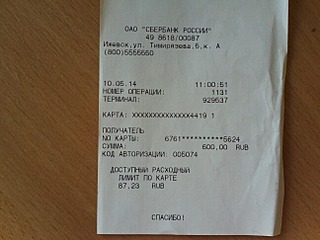 ОАО "СБЕРБАНК РОССИИ"
49 8618/00087
Ижевск,ул. Тимирязова,5,к. А
(800)5555550
10.05.14 11:00:51
НОМЕР ОПЕРАЦИИ: 1131
ТЕРМИНАЛ: 929537
КАРТА: XXXXXXXXXXXXXX4419 1
ПОЛУЧАТЕЛЬ
NO КАРТЫ: 6761**********5624
СУММА: 600,00 RUB
КОД АВТОРИЗАЦИИ: 005074
ДОСТУПНЫЙ РАСХОДНЫЙ
ЛИМИТ ПО КАРТЕ
87,23 RUB
СПАСИБО!